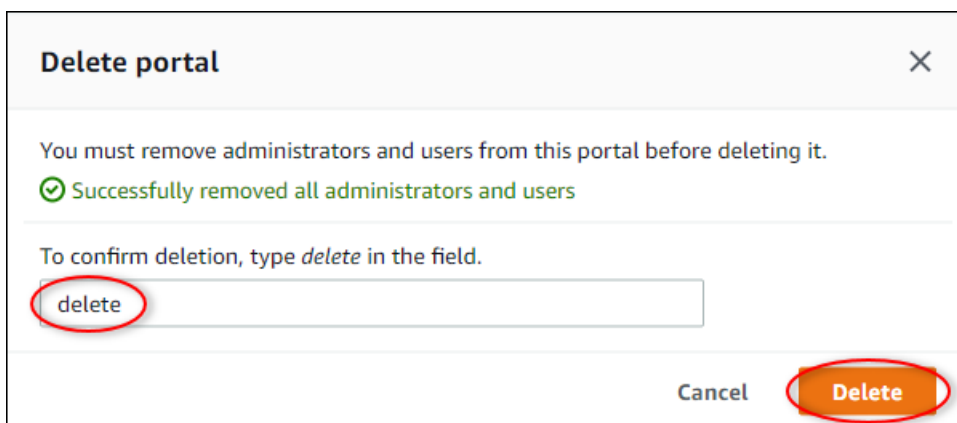 Delete portal
You must remove administrators and users from this portal before deleting it.
Successfully removed all administrators and users
To confirm deletion, type delete in the field.
delete
Cancel Delete